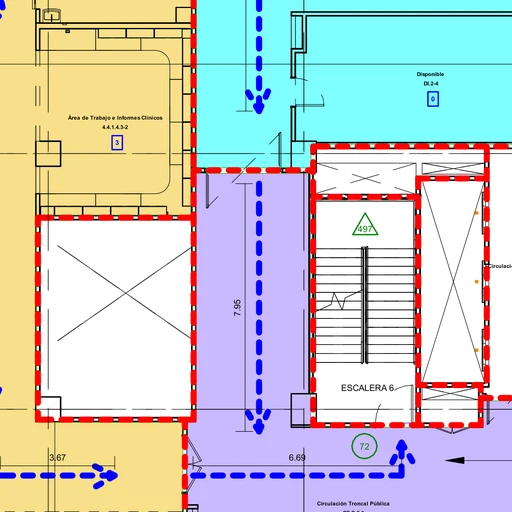 Disponible
DI.2-4
0
Área de Trabajo e Informes Clínicos
4.4.1.4.3-2
3
497
7.95
ESCALERA 6
72
3.67
6.69
Circulación Troncal Pública